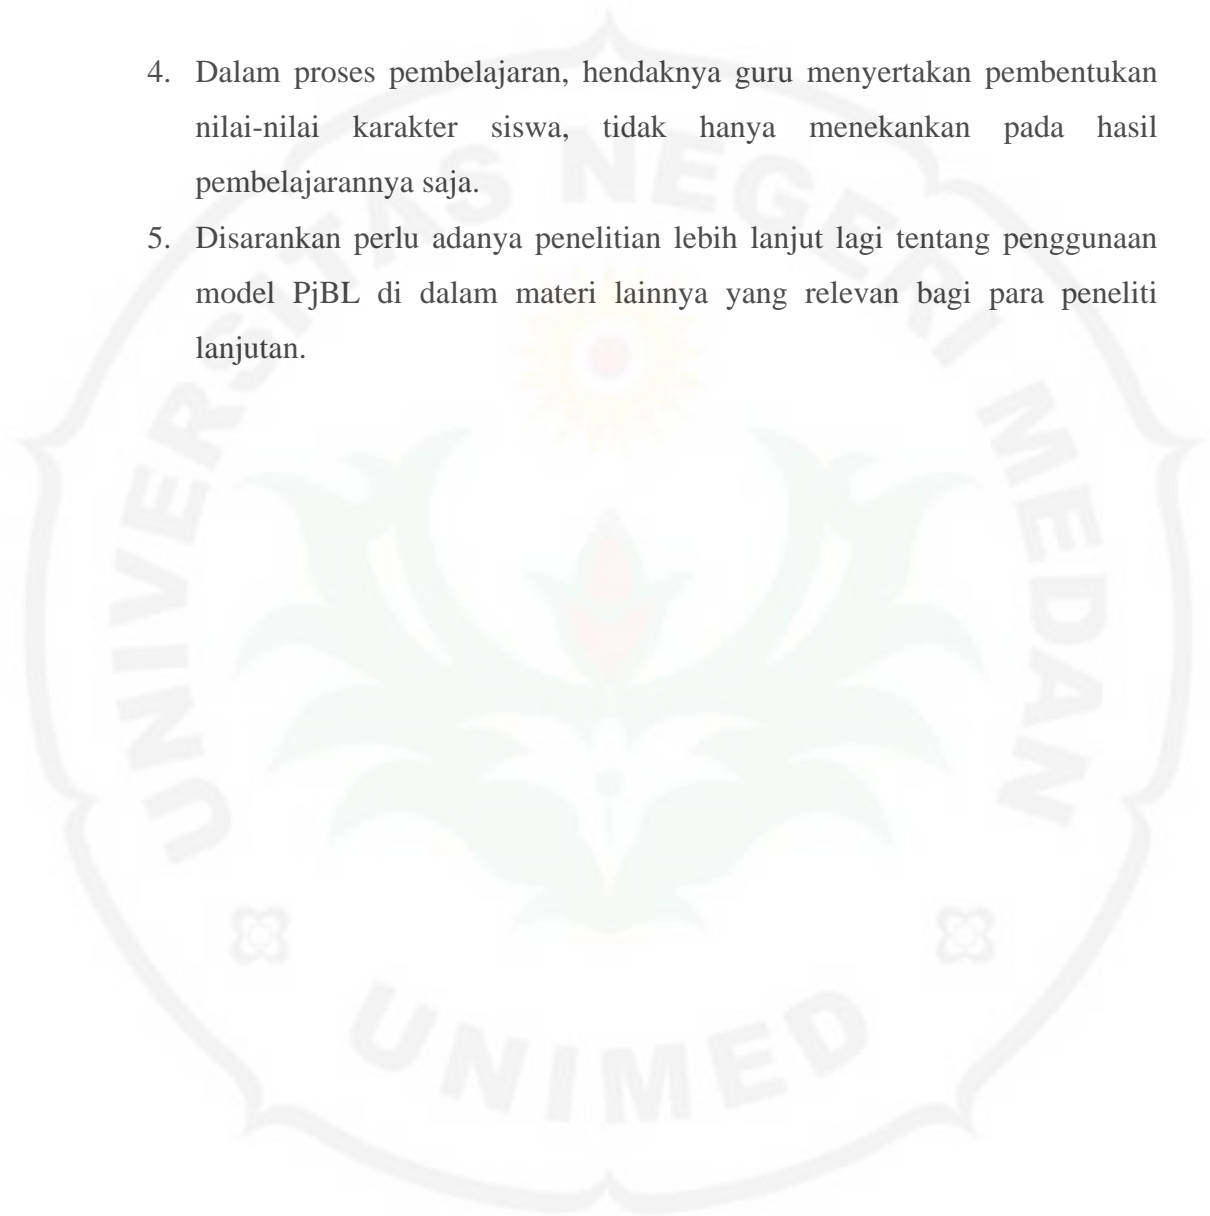 4. Dalam proses pembelajaran, hendaknya guru menyertakan pembentukan
nilai-nilai karakter siswa, tidak hanya menekankan pada hasil
pembelajarannya saja.
5. Disarankan perlu adanya penelitian lebih lanjut lagi tentang penggunaan
model PjBL di dalam materi lainnya yang relevan bagi para peneliti
lanjutan.
UNIVERSITAS NEGERI MEDAN
UNIMED